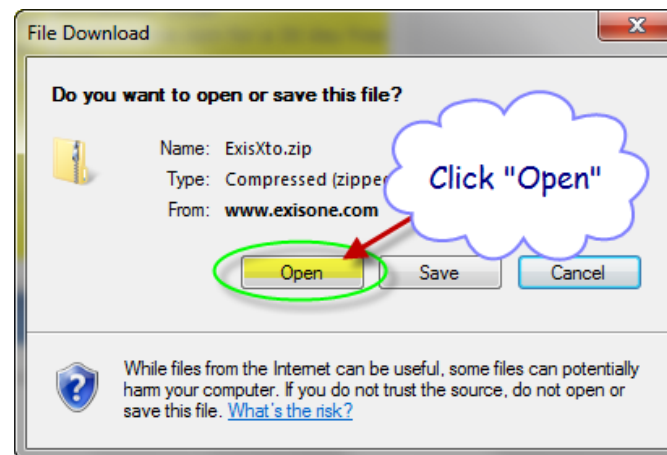 File Download
Do you want to open or save this file?
Name: ExisXto.zip
Type: Compressed (zipped
From: www.exisone.com
Click "Open"
Open Save Cancel
While files from the Internet can be useful, some files can potentially
harm your computer. If you do not trust the source, do not open or
save this file. What's the risk?